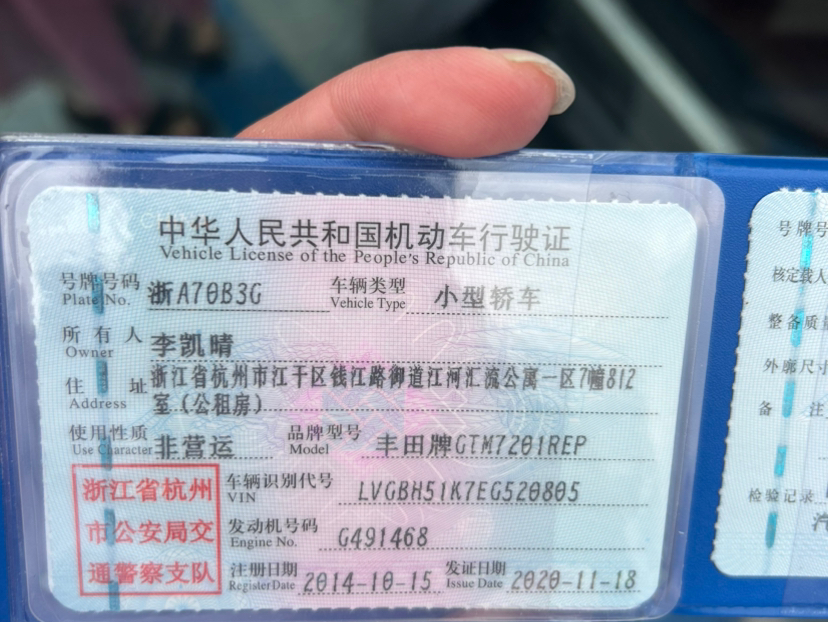 中华人民共和国机动车行驶证
Vehicle License of the People's Republic of China
号牌号码 浙A70B3G 车辆类型 小型轿车
Plate No. Vehicle Type
所有人 李凯晴
Owner
住址 浙江省杭州市江干区钱江路御道江河汇流公寓一区7幢812
Address 室（公租房）
使用性质 非营运 品牌型号 丰田牌GTM7201REP
Use Character Model
浙江省杭州
市公安局交
通警察支队
车辆识别代号 LVGBH51K7EG520805
VIN
发动机号码 G491468
Engine No.
注册日期 2014-10-15 发证日期 2020-11-18
Register Date Issue Date
号牌号
核定载人
整备质
外廓尺寸
备注
检验记录